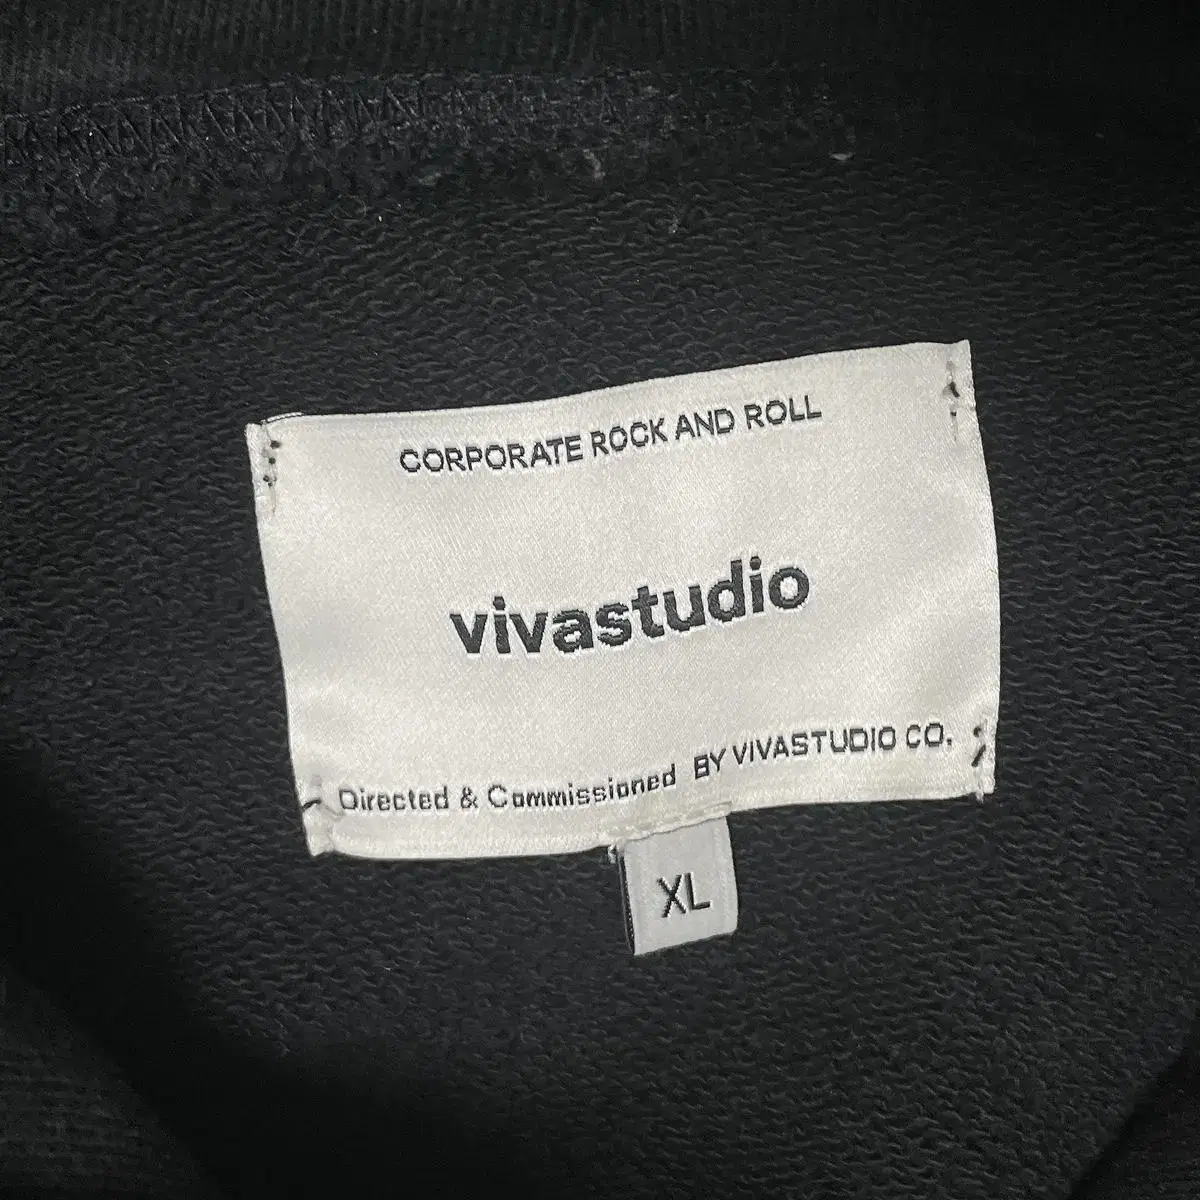 CORPORATE ROCK AND ROLL
vivastudio
Directed & Commissioned BY VIVASTUDIO CO.
XL